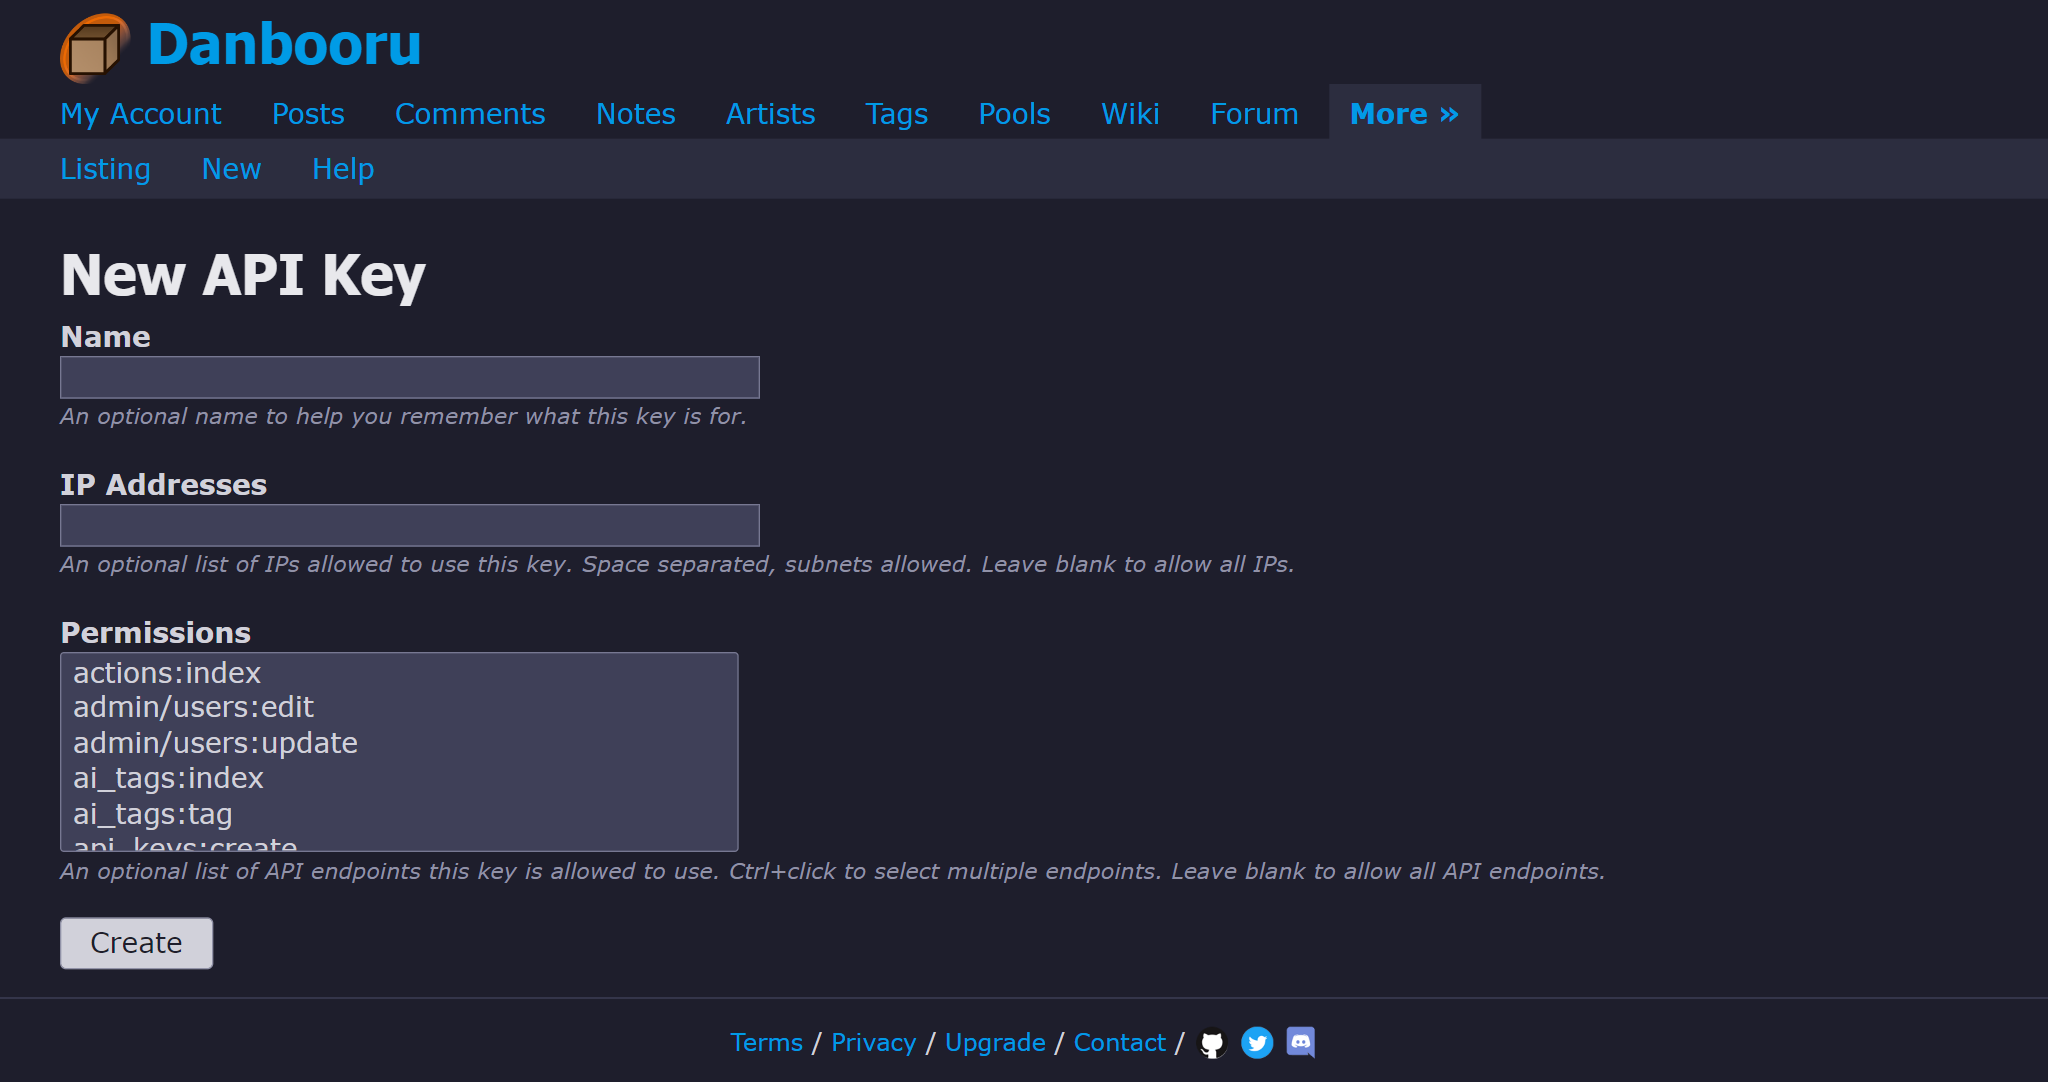 Danbooru
My Account Posts Comments Notes Artists Tags Pools Wiki Forum More »
Listing New Help
New API Key
Name
An optional name to help you remember what this key is for.
IP Addresses
An optional list of IPs allowed to use this key. Space separated, subnets allowed. Leave blank to allow all IPs.
Permissions
actions:index
admin/users:edit
admin/users:update
ai_tags:index
ai_tags:tag
api_keys:create
An optional list of API endpoints this key is allowed to use. Ctrl+click to select multiple endpoints. Leave blank to allow all API endpoints.
Create
Terms / Privacy / Upgrade / Contact /